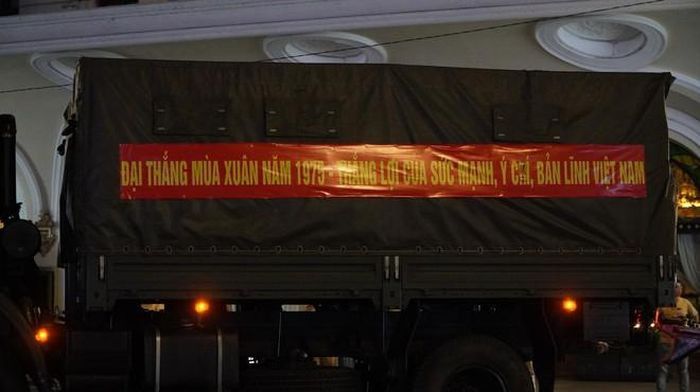 ĐẠI THẮNG MÙA XUÂN NĂM 1975 - THẮNG LỢI CỦA SỨC MẠNH, Ý CHÍ, BẢN LĨNH VIỆT NAM